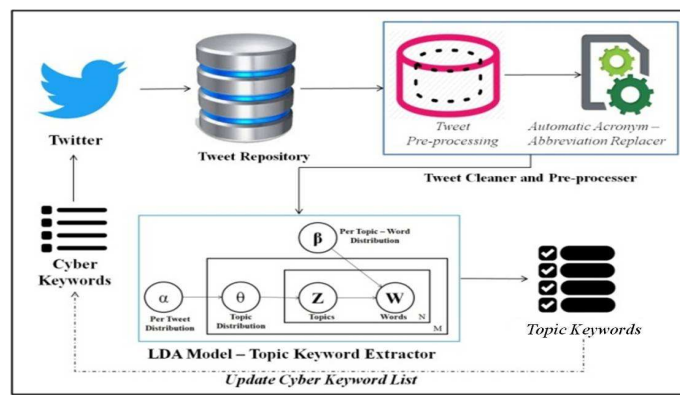 Twitter
Tweet Repository
Tweet
Pre-processing
Automatic Acronym –
Abbreviation Replacer
Tweet Cleaner and Pre-processer
Cyber
Keywords
β
Per Topic – Word
Distribution
α
θ
Z
W
Per Tweet
Distribution
Topic
Distribution
Topics
Words
N
M
LDA Model – Topic Keyword Extractor
Topic Keywords
Update Cyber Keyword List